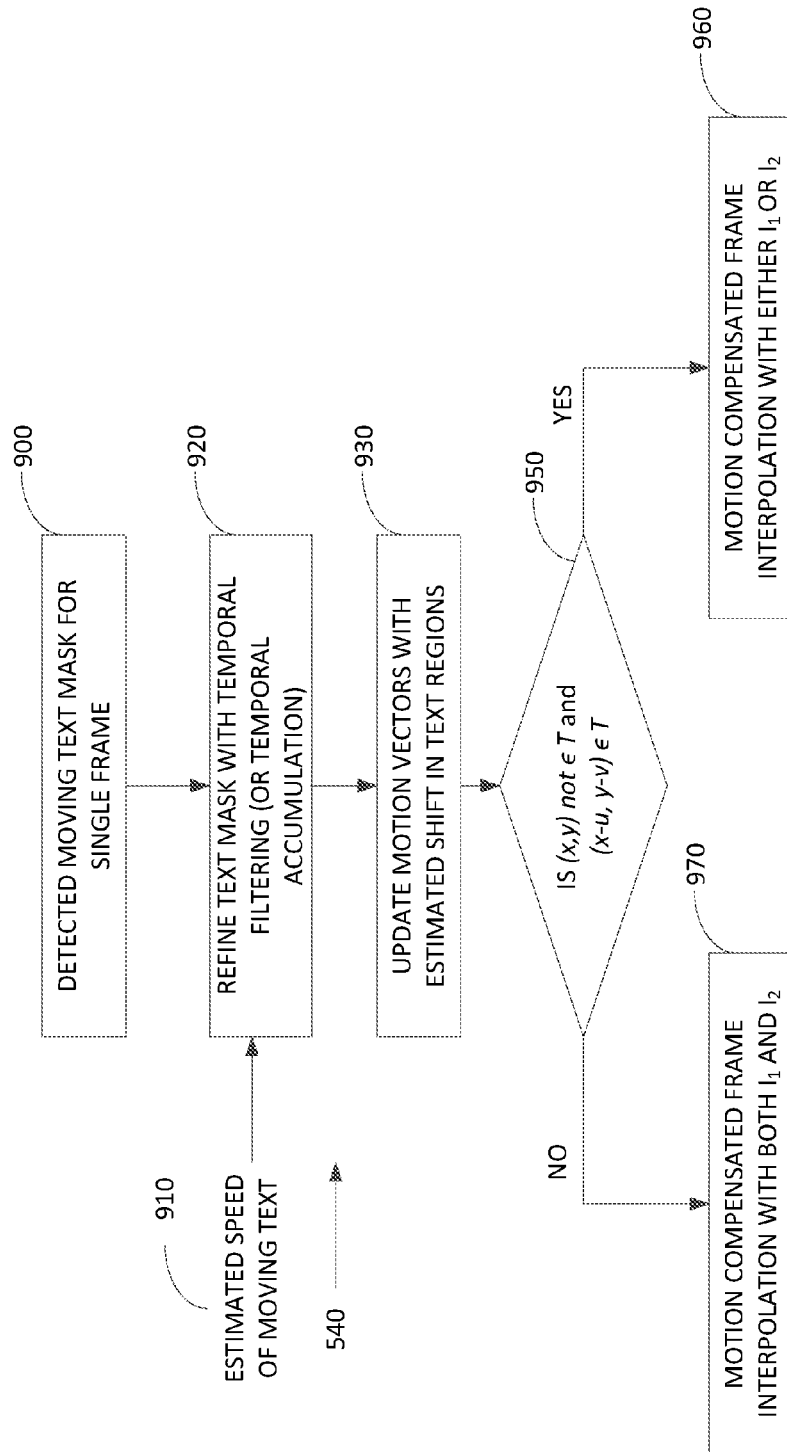 900
DETECTED MOVING TEXT MASK FOR
SINGLE FRAME
910
ESTIMATED SPEED
OF MOVING TEXT
920
REFINE TEXT MASK WITH TEMPORAL
FILTERING (OR TEMPORAL
ACCUMULATION)
540
930
UPDATE MOTION VECTORS WITH
ESTIMATED SHIFT IN TEXT REGIONS
950
IS (x,y) not ϵ T and
(x-u, y-v) ϵ T
NO
YES
970
MOTION COMPENSATED FRAME
INTERPOLATION WITH BOTH I₁ AND I₂
960
MOTION COMPENSATED FRAME
INTERPOLATION WITH EITHER I₁ OR I₂